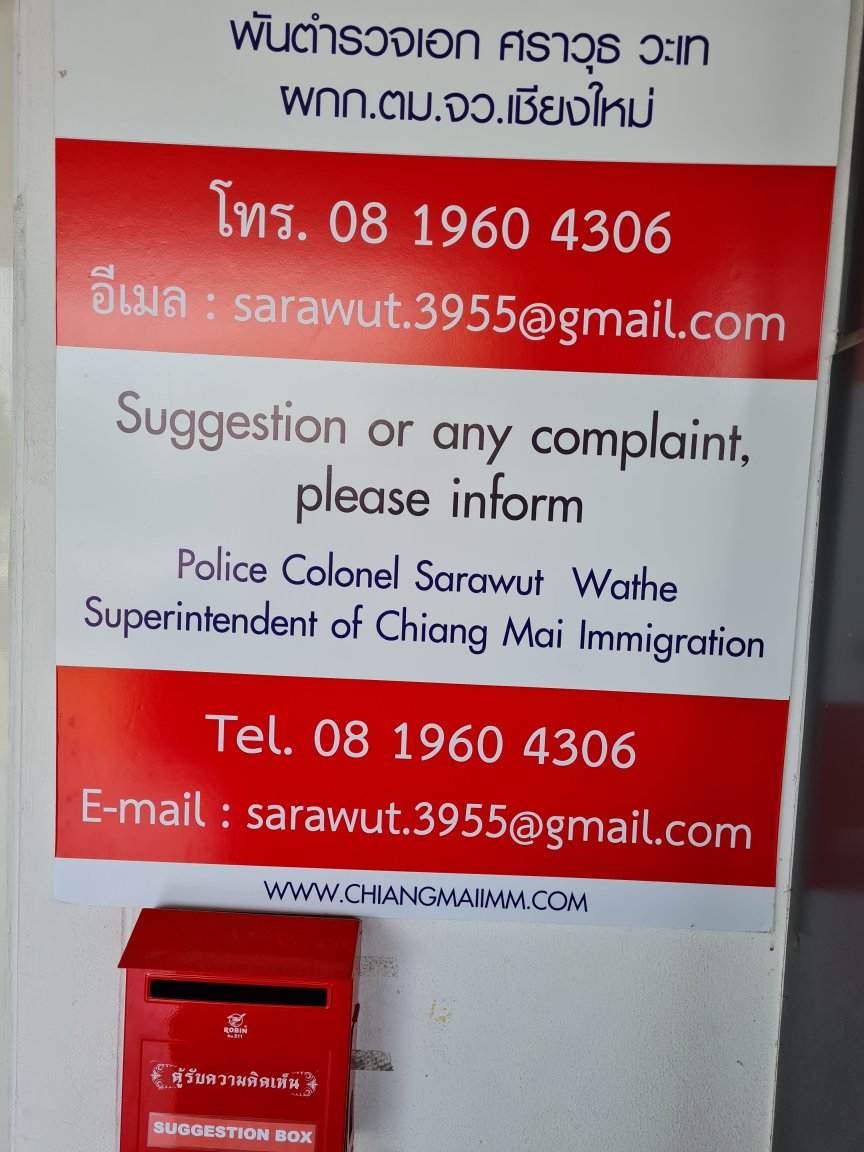 พันตำรวจเอก ศราวุธ วะเท
ผกก.ตม.จว.เชียงใหม่
โทร. 08 1960 4306
อีเมล : sarawut.3955@gmail.com
Suggestion or any complaint,
please inform
Police Colonel Sarawut Wathe
Superintendent of Chiang Mai Immigration
Tel. 08 1960 4306
E-mail : sarawut.3955@gmail.com
WWW.CHIANGMAIIMM.COM
ROBIN
No.511
ตู้รับความคิดเห็น
SUGGESTION BOX